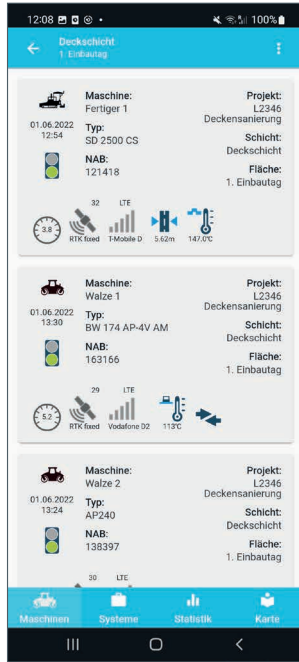 12:08
100%
Deckschicht
1. Einbautag
Maschine:
Fertiger 1
Projekt:
L2346
Deckensanierung
01.06.2022
12:54
Typ:
SD 2500 CS
Schicht:
Deckschicht
NAB:
121418
Fläche:
1. Einbautag
32 LTE
3.8
RTK fixed T-Mobile D 5.62m 147.0°C
Maschine:
Walze 1
Projekt:
L2346
Deckensanierung
01.06.2022
13:30
Typ:
BW 174 AP-4V AM
Schicht:
Deckschicht
NAB:
163166
Fläche:
1. Einbautag
29 LTE
5.2
RTK fixed Vodafone D2 113°C
Maschine:
Walze 2
Projekt:
L2346
Deckensanierung
01.06.2022
13:24
Typ:
AP240
Schicht:
Deckschicht
NAB:
138397
Fläche:
1. Einbautag
30 LTE
Maschinen Systeme Statistik Karte